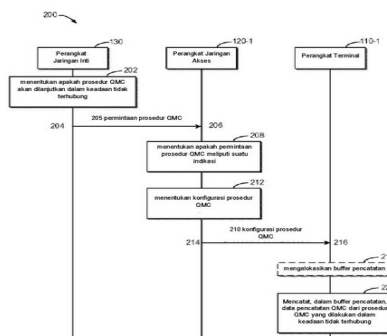 200
130
120-1
110-1
Perangkat
Jaringan Inti
Perangkat Jaringan
Akses
Perangkat Terminal
202
menentukan apakah prosedur QMC
akan dilanjutkan dalam keadaan tidak
terhubung
204
205 permintaan prosedur QMC
206
208
menentukan apakah permintaan
prosedur QMC meliputi suatu
indikasi
212
menentukan konfigurasi prosedur
QMC
210 konfigurasi prosedur
QMC
214
216
mengalokasikan buffer pencatatan
Mencatat, dalam buffer pencatatan,
data pencatatan QMC dari prosedur
QMC yang dilakukan dalam
keadaan tidak terhubung